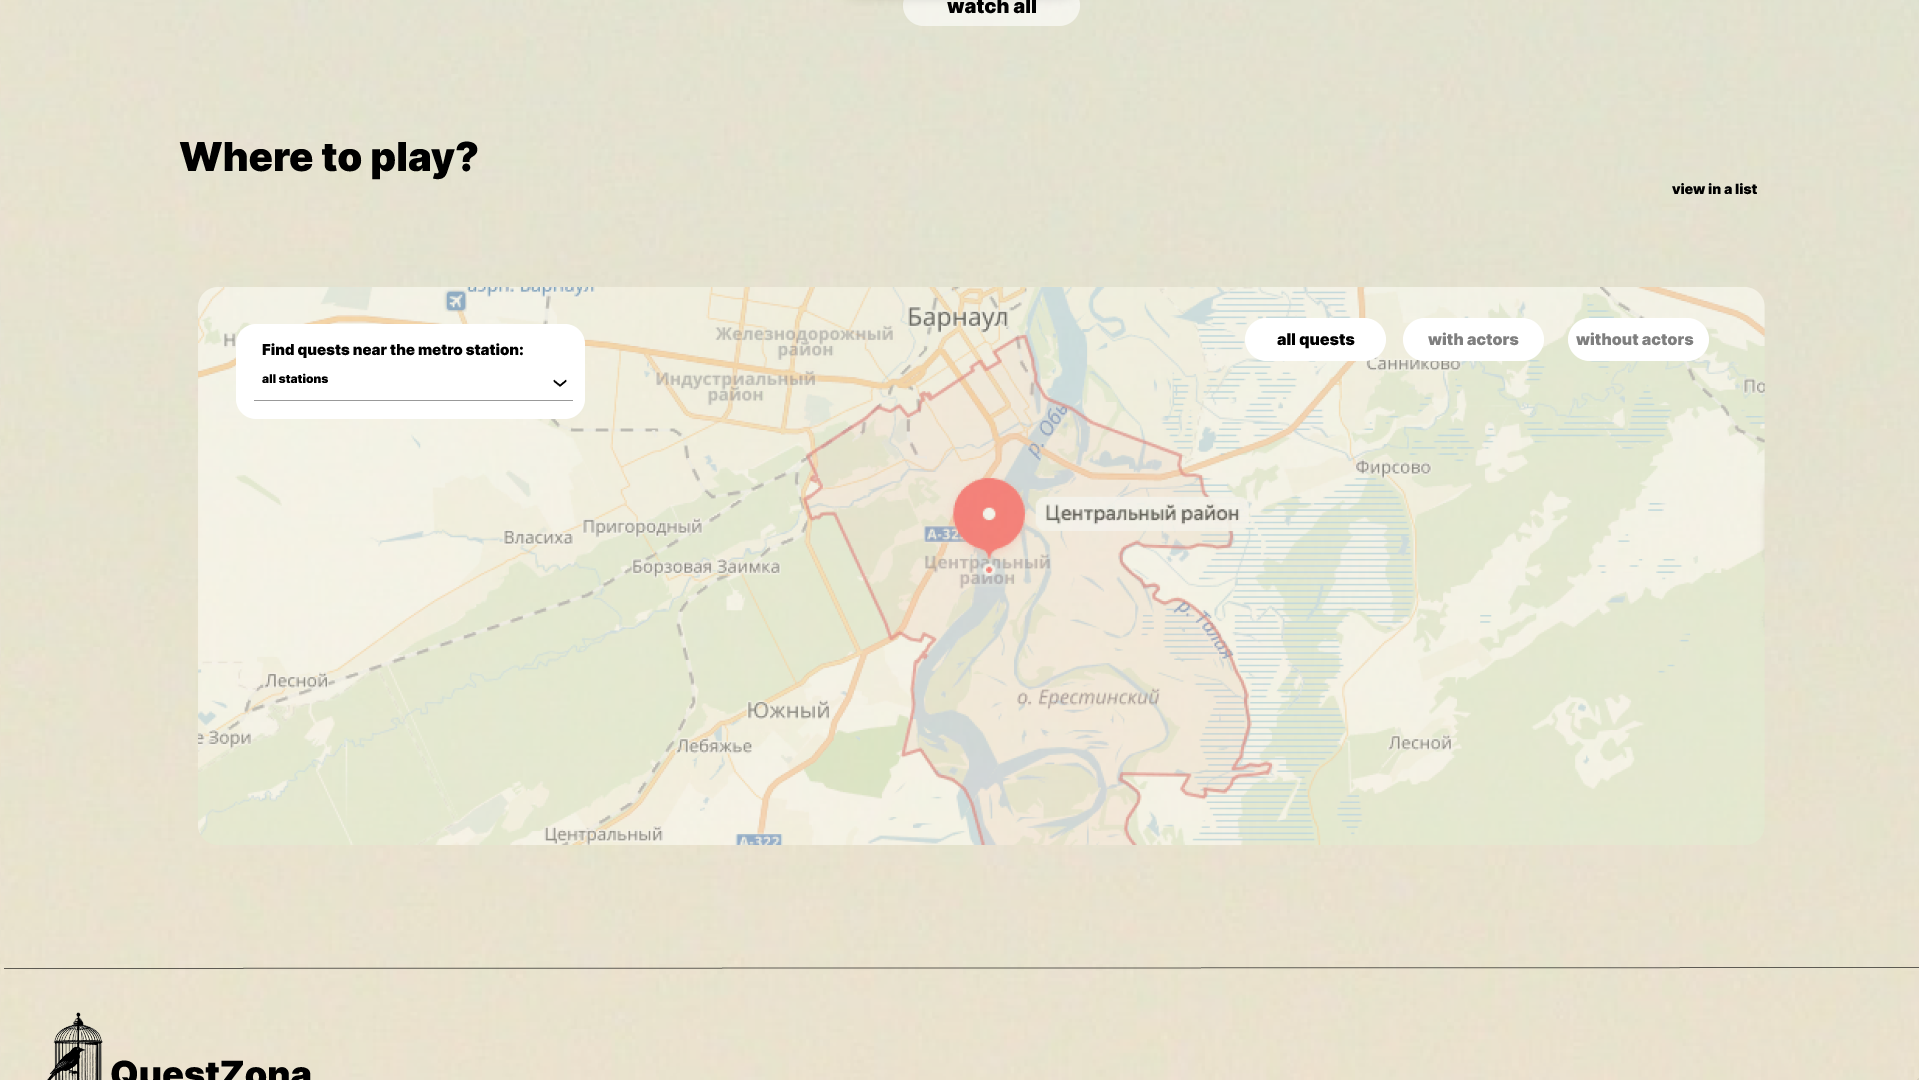 watch all
Where to play?
view in a list
аэрп. Барнаул
Барнаул
Find quests near the metro station:
all stations
all quests
with actors
without actors
Железнодорожный
район
Санниково
Индустриальный
район
р. Обь
Фирсово
Центральный район
Пригородный
Власиха
Центральный
район
Борзовая Заимка
р. Талая
Лесной
о. Ерестинский
Южный
е Зори
Лебяжье
Лесной
Центральный
А-322
QuestZona